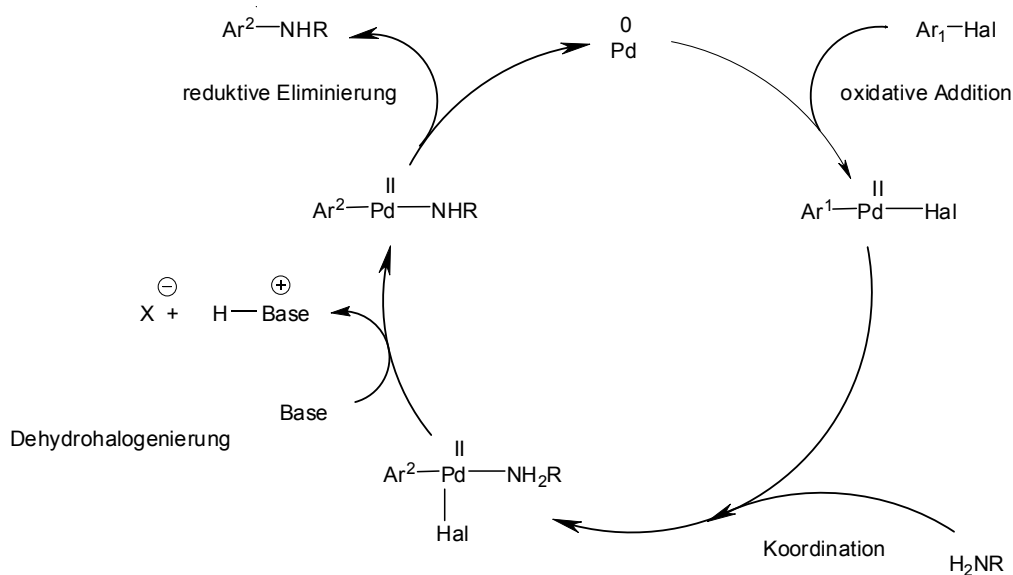 Ar²—NHR
0
Pd
Ar₁—Hal
reduktive Eliminierung
oxidative Addition
II
Ar²—Pd—NHR
II
Ar¹—Pd—Hal
⊖ ⊕
X + H—Base
Base
Dehydrohalogenierung
II
Ar²—Pd—NH₂R
Hal
Koordination
H₂NR